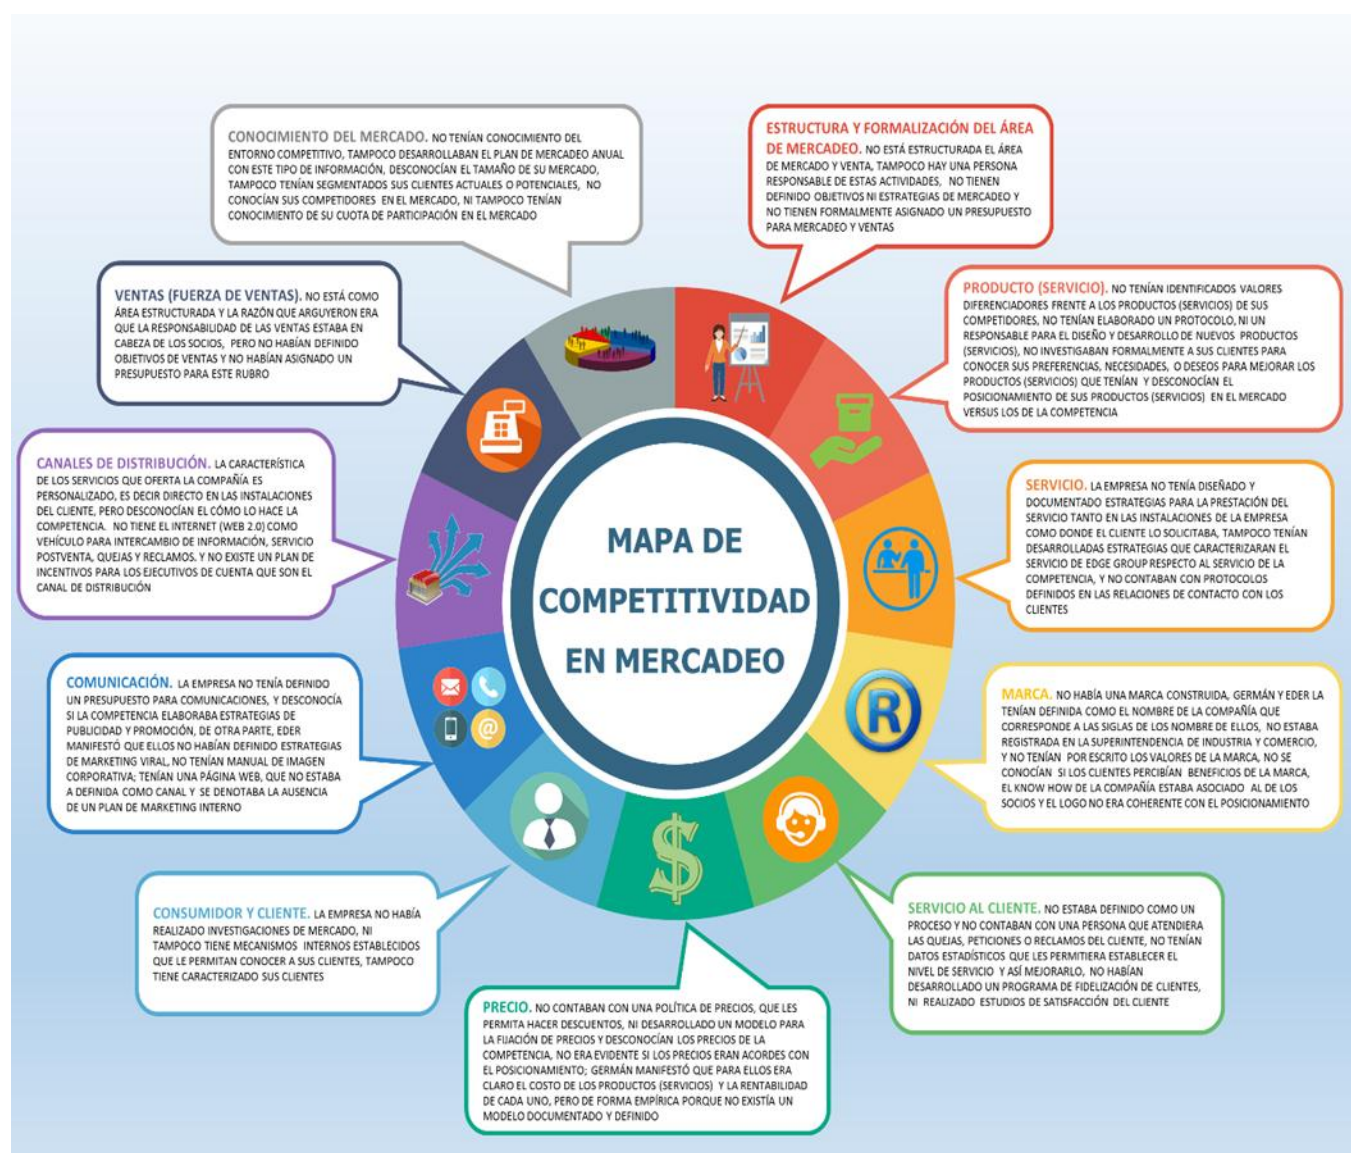 CONOCIMIENTO DEL MERCADO. NO TENÍAN CONOCIMIENTO DEL
ENTORNO COMPETITIVO, TAMPOCO DESARROLLABAN EL PLAN DE MERCADEO ANUAL
CON ESTE TIPO DE INFORMACIÓN, DESCONOCÍAN EL TAMAÑO DE SU MERCADO,
TAMPOCO TENÍAN SEGMENTADOS SUS CLIENTES ACTUALES O POTENCIALES, NO
CONOCÍAN SUS COMPETIDORES EN EL MERCADO, NI TAMPOCO TENÍAN
CONOCIMIENTO DE SU CUOTA DE PARTICIPACIÓN EN EL MERCADO
ESTRUCTURA Y FORMALIZACIÓN DEL ÁREA
DE MERCADEO. NO ESTÁ ESTRUCTURADA EL ÁREA
DE MERCADO Y VENTA, TAMPOCO HAY UNA PERSONA
RESPONSABLE DE ESTAS ACTIVIDADES, NO TIENEN
DEFINIDO OBJETIVOS NI ESTRATEGIAS DE MERCADEO Y
NO TIENEN FORMALMENTE ASIGNADO UN PRESUPUESTO
PARA MERCADEO Y VENTAS
VENTAS (FUERZA DE VENTAS). NO ESTÁ COMO
ÁREA ESTRUCTURADA Y LA RAZÓN QUE ARGUYERON ERA
QUE LA RESPONSABILIDAD DE LAS VENTAS ESTABA EN
CABEZA DE LOS SOCIOS, PERO NO HABÍAN DEFINIDO
OBJETIVOS DE VENTAS Y NO HABÍAN ASIGNADO UN
PRESUPUESTO PARA ESTE RUBRO
PRODUCTO (SERVICIO). NO TENÍAN IDENTIFICADOS VALORES
DIFERENCIADORES FRENTE A LOS PRODUCTOS (SERVICIOS) DE SUS
COMPETIDORES, NO TENÍAN ELABORADO UN PROTOCOLO, NI UN
RESPONSABLE PARA EL DISEÑO Y DESARROLLO DE NUEVOS PRODUCTOS
(SERVICIOS), NO INVESTIGABAN FORMALMENTE A SUS CLIENTES PARA
CONOCER SUS PREFERENCIAS, NECESIDADES, O DESEOS PARA MEJORAR LOS
PRODUCTOS (SERVICIOS) QUE TENÍAN Y DESCONOCÍAN EL
POSICIONAMIENTO DE SUS PRODUCTOS (SERVICIOS) EN EL MERCADO
VERSUS LOS DE LA COMPETENCIA
CANALES DE DISTRIBUCIÓN. LA CARACTERÍSTICA
DE LOS SERVICIOS QUE OFERTA LA COMPAÑÍA ES
PERSONALIZADO, ES DECIR DIRECTO EN LAS INSTALACIONES
DEL CLIENTE, PERO DESCONOCÍAN EL CÓMO LO HACE LA
COMPETENCIA. NO TIENE EL INTERNET (WEB 2.0) COMO
VEHÍCULO PARA INTERCAMBIO DE INFORMACIÓN, SERVICIO
POSTVENTA, QUEJAS Y RECLAMOS. Y NO EXISTE UN PLAN DE
INCENTIVOS PARA LOS EJECUTIVOS DE CUENTA QUE SON EL
CANAL DE DISTRIBUCIÓN
SERVICIO. LA EMPRESA NO TENÍA DISEÑADO Y
DOCUMENTADO ESTRATEGIAS PARA LA PRESTACIÓN DEL
SERVICIO TANTO EN LAS INSTALACIONES DE LA EMPRESA
COMO DONDE EL CLIENTE LO SOLICITABA, TAMPOCO TENÍAN
DESARROLLADAS ESTRATEGIAS QUE CARACTERIZARAN EL
SERVICIO DE EDGE GROUP RESPECTO AL SERVICIO DE LA
COMPETENCIA, Y NO CONTABAN CON PROTOCOLOS
DEFINIDOS EN LAS RELACIONES DE CONTACTO CON LOS
CLIENTES
MAPA DE
COMPETITIVIDAD
EN MERCADEO
COMUNICACIÓN. LA EMPRESA NO TENÍA DEFINIDO
UN PRESUPUESTO PARA COMUNICACIONES, Y DESCONOCÍA
SI LA COMPETENCIA ELABORABA ESTRATEGIAS DE
PUBLICIDAD Y PROMOCIÓN, DE OTRA PARTE, EDER
MANIFESTÓ QUE ELLOS NO HABÍAN DEFINIDO ESTRATEGIAS
DE MARKETING VIRAL, NO TENÍAN MANUAL DE IMAGEN
CORPORATIVA; TENÍAN UNA PÁGINA WEB, QUE NO ESTABA
A DEFINIDA COMO CANAL Y SE DENOTABA LA AUSENCIA
DE UN PLAN DE MARKETING INTERNO
@
R
MARCA. NO HABÍA UNA MARCA CONSTRUIDA, GERMÁN Y EDER LA
TENÍAN DEFINIDA COMO EL NOMBRE DE LA COMPAÑÍA QUE
CORRESPONDE A LAS SIGLAS DE LOS NOMBRE DE ELLOS, NO ESTABA
REGISTRADA EN LA SUPERINTENDENCIA DE INDUSTRIA Y COMERCIO,
Y NO TENÍAN POR ESCRITO LOS VALORES DE LA MARCA, NO SE
CONOCÍAN SI LOS CLIENTES PERCIBÍAN BENEFICIOS DE LA MARCA,
EL KNOW HOW DE LA COMPAÑÍA ESTABA ASOCIADO AL DE LOS
SOCIOS Y EL LOGO NO ERA COHERENTE CON EL POSICIONAMIENTO
$
CONSUMIDOR Y CLIENTE. LA EMPRESA NO HABÍA
REALIZADO INVESTIGACIONES DE MERCADO, NI
TAMPOCO TIENE MECANISMOS INTERNOS ESTABLECIDOS
QUE LE PERMITAN CONOCER A SUS CLIENTES, TAMPOCO
TIENE CARACTERIZADO SUS CLIENTES
SERVICIO AL CLIENTE. NO ESTABA DEFINIDO COMO UN
PROCESO Y NO CONTABAN CON UNA PERSONA QUE ATENDIERA
LAS QUEJAS, PETICIONES O RECLAMOS DEL CLIENTE, NO TENÍAN
DATOS ESTADÍSTICOS QUE LES PERMITIERA ESTABLECER EL
NIVEL DE SERVICIO Y ASÍ MEJORARLO, NO HABÍAN
DESARROLLADO UN PROGRAMA DE FIDELIZACIÓN DE CLIENTES,
NI REALIZADO ESTUDIOS DE SATISFACCIÓN DEL CLIENTE
PRECIO. NO CONTABAN CON UNA POLÍTICA DE PRECIOS, QUE LES
PERMITA HACER DESCUENTOS, NI DESARROLLADO UN MODELO PARA
LA FIJACIÓN DE PRECIOS Y DESCONOCÍAN LOS PRECIOS DE LA
COMPETENCIA, NO ERA EVIDENTE SI LOS PRECIOS ERAN ACORDES CON
EL POSICIONAMIENTO; GERMÁN MANIFESTÓ QUE PARA ELLOS ERA
CLARO EL COSTO DE LOS PRODUCTOS (SERVICIOS) Y LA RENTABILIDAD
DE CADA UNO, PERO DE FORMA EMPÍRICA PORQUE NO EXISTÍA UN
MODELO DOCUMENTADO Y DEFINIDO